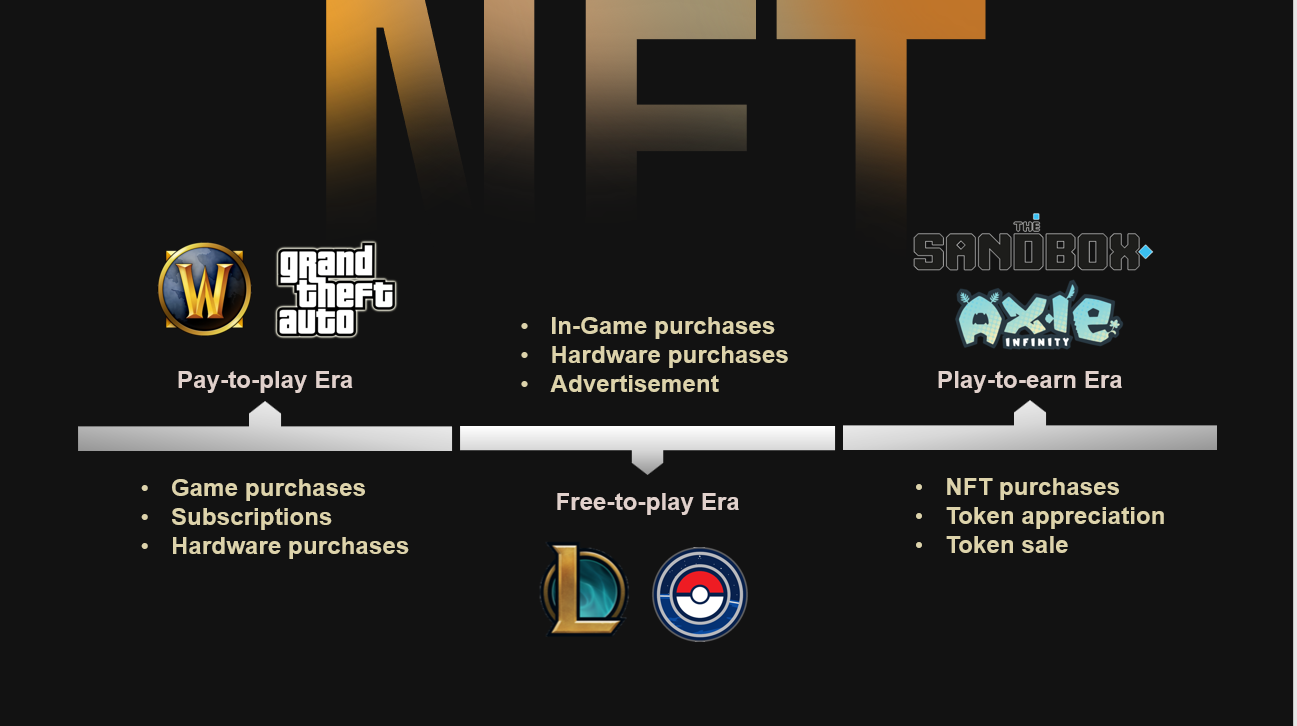 NFT
W
grand
theft
auto
Pay-to-play Era
• Game purchases
• Subscriptions
• Hardware purchases
• In-Game purchases
• Hardware purchases
• Advertisement
Free-to-play Era
L
THE
SANDBOX
AXIE
INFINITY
Play-to-earn Era
• NFT purchases
• Token appreciation
• Token sale